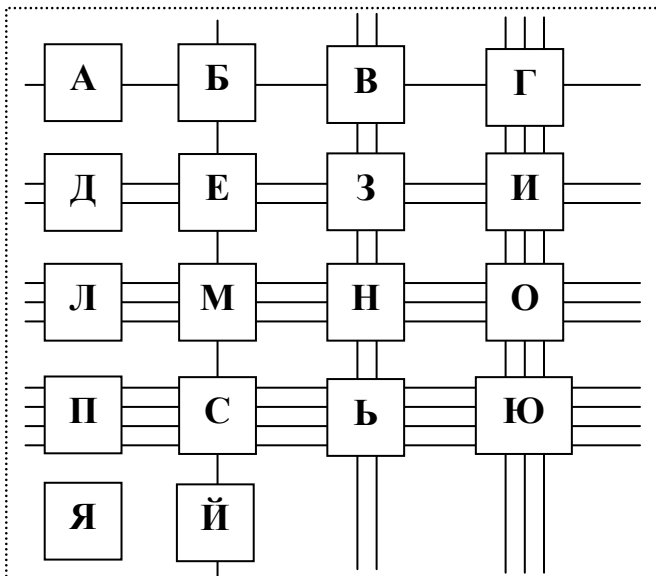 А Б В Г
Д Е З И
Л М Н О
П С Ь Ю
Я Й